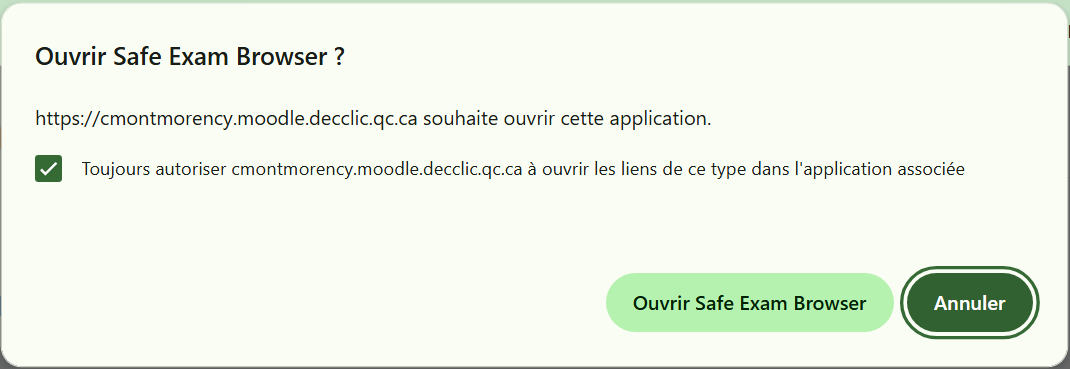 Ouvrir Safe Exam Browser ?
https://cmontmorency.moodle.decclic.qc.ca souhaite ouvrir cette application.
Toujours autoriser cmontmorency.moodle.decclic.qc.ca à ouvrir les liens de ce type dans l'application associée
Ouvrir Safe Exam Browser
Annuler